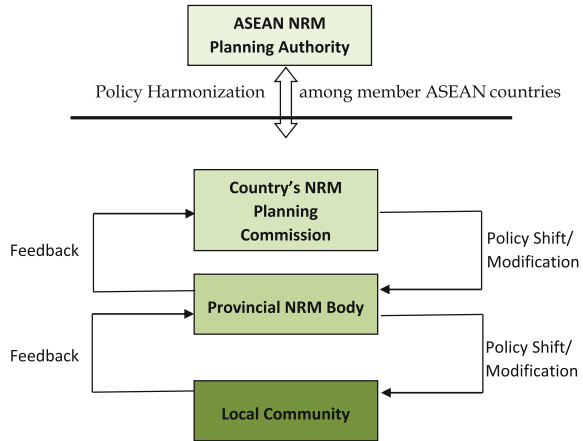 ASEAN NRM
Planning Authority
Policy Harmonization among member ASEAN countries
Country's NRM
Planning
Commission
Feedback
Policy Shift/
Modification
Provincial NRM Body
Feedback
Policy Shift/
Modification
Local Community